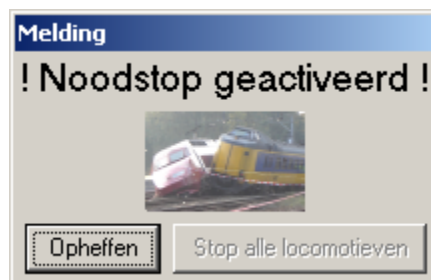 Melding
! Noodstop geactiveerd !
Opheffen
Stop alle locomotieven